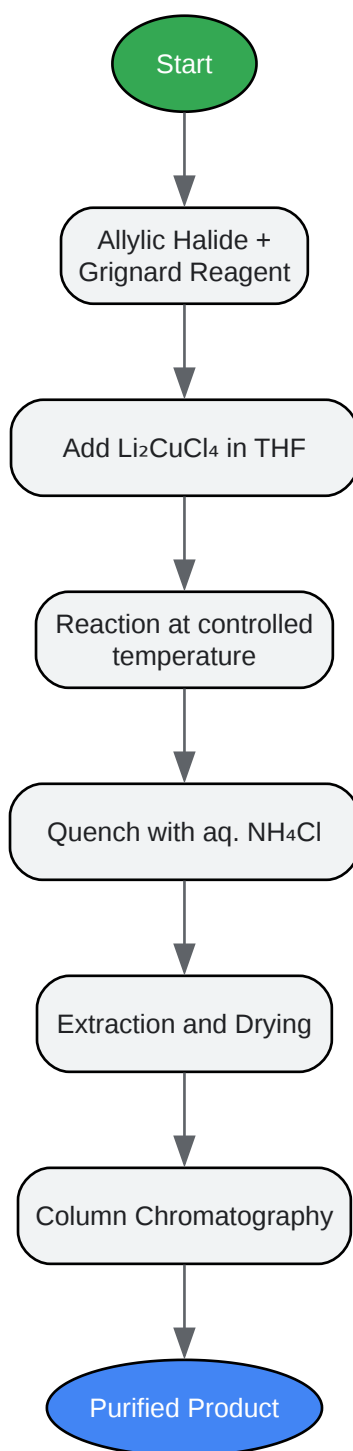 Start
Allylic Halide +
Grignard Reagent
Add Li₂CuCl₄ in THF
Reaction at controlled
temperature
Quench with aq. NH₄Cl
Extraction and Drying
Column Chromatography
Purified Product